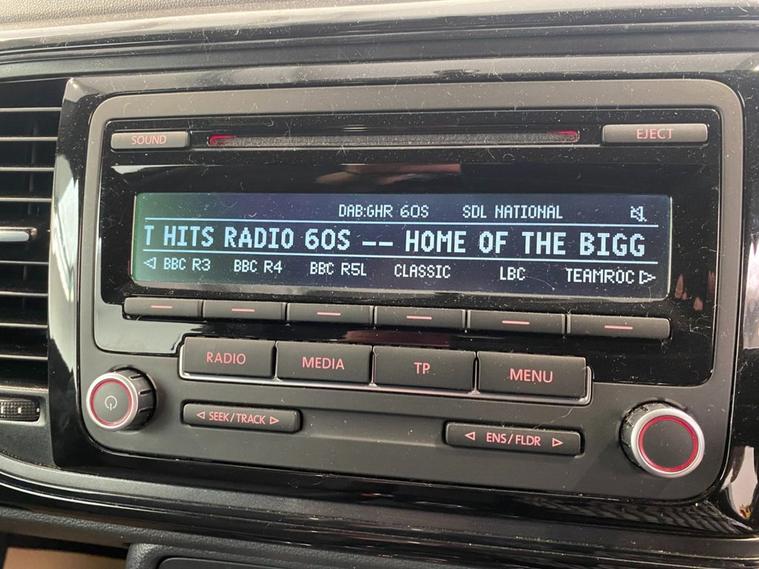 SOUND
EJECT
DAB:GHR 60S SDL NATIONAL
T HITS RADIO 60S -- HOME OF THE BIGG
BBC R3 BBC R4 BBC R5L CLASSIC LBC TEAMROC
RADIO MEDIA TP MENU
SEEK / TRACK
ENS / FLDR